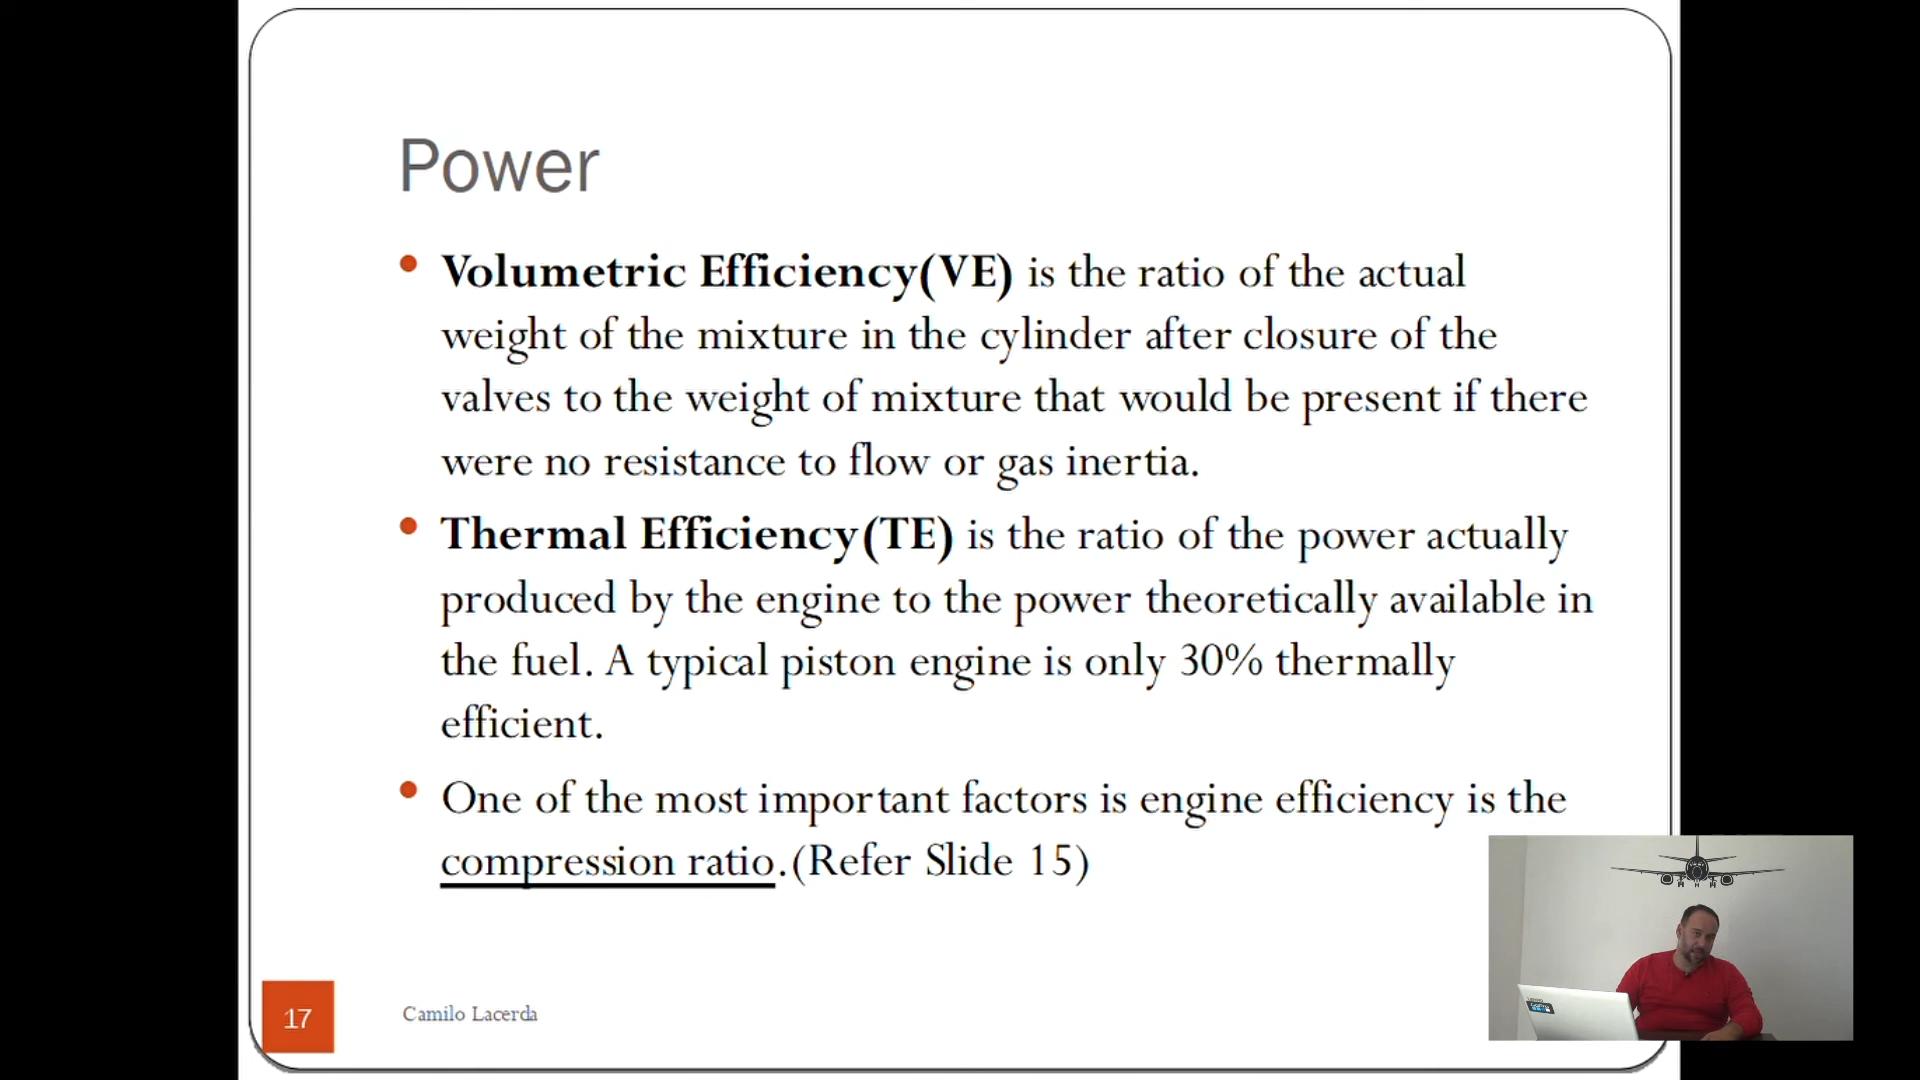 Power
• Volumetric Efficiency(VE) is the ratio of the actual
weight of the mixture in the cylinder after closure of the
valves to the weight of mixture that would be present if there
were no resistance to flow or gas inertia.
• Thermal Efficiency(TE) is the ratio of the power actually
produced by the engine to the power theoretically available in
the fuel. A typical piston engine is only 30% thermally
efficient.
• One of the most important factors is engine efficiency is the
compression ratio.(Refer Slide 15)
17
Camilo Lacerda